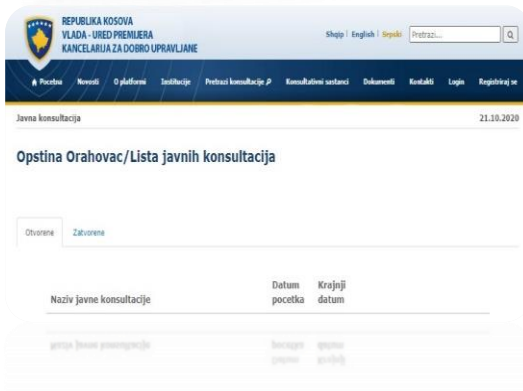 REPUBLIKA KOSOVA
VLADA - URED PREMIJERA
KANCELARIJA ZA DOBRO UPRAVLJANE
Shqip | English | Srpski
Pretrazi...
Pocetna Novosti O platformi Institucije Pretrazi konsultacije Konsultativni sastanci Dokumenti Kontakti Login Registriraj se
Javna konsultacija 21.10.2020
Opstina Orahovac/Lista javnih konsultacija
Otvorene Zatvorene
Naziv javne konsultacije
Datum pocetka
Krajnji datum